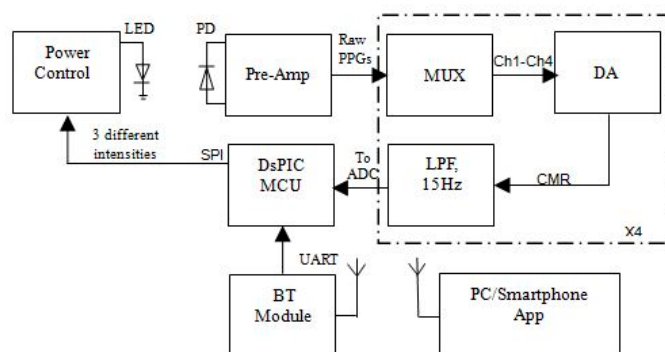 LED
PD
Power
Control
Pre-Amp
Raw
PPGs
MUX
Ch1-Ch4
DA
3 different
intensities
SPI
DsPIC
MCU
To
ADC
LPF,
15Hz
CMR
X4
UART
BT
Module
PC/Smartphone
App